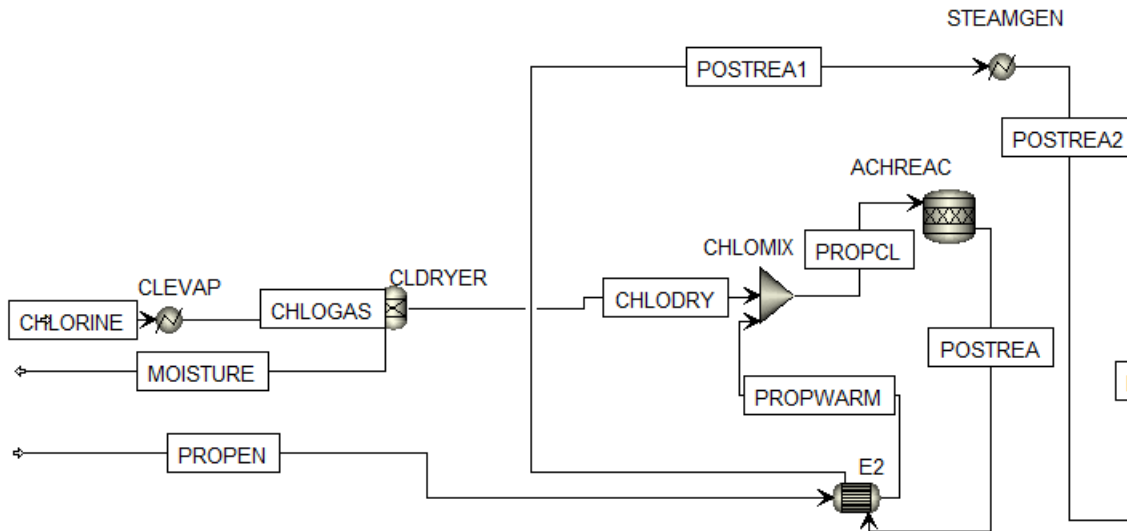 STEAMGEN
POSTREA1
POSTREA2
ACHREAC
CHLOMIX
PROPCL
CLEVAP
CLDRYER
CHLORINE
CHLOGAS
CHLODRY
MOISTURE
POSTREA
PROPWARM
PROPEN
E2